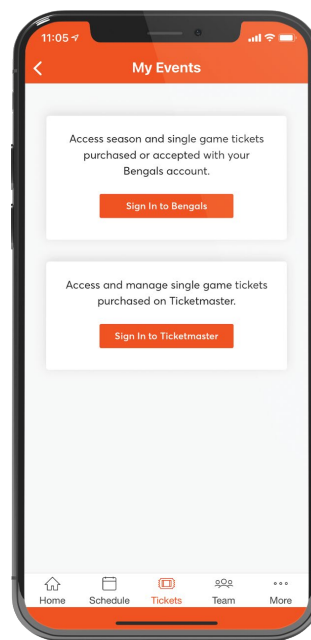 11:05
My Events
Access season and single game tickets
purchased or accepted with your
Bengals account.
Sign In to Bengals
Access and manage single game tickets
purchased on Ticketmaster.
Sign In to Ticketmaster
Home Schedule Tickets Team More